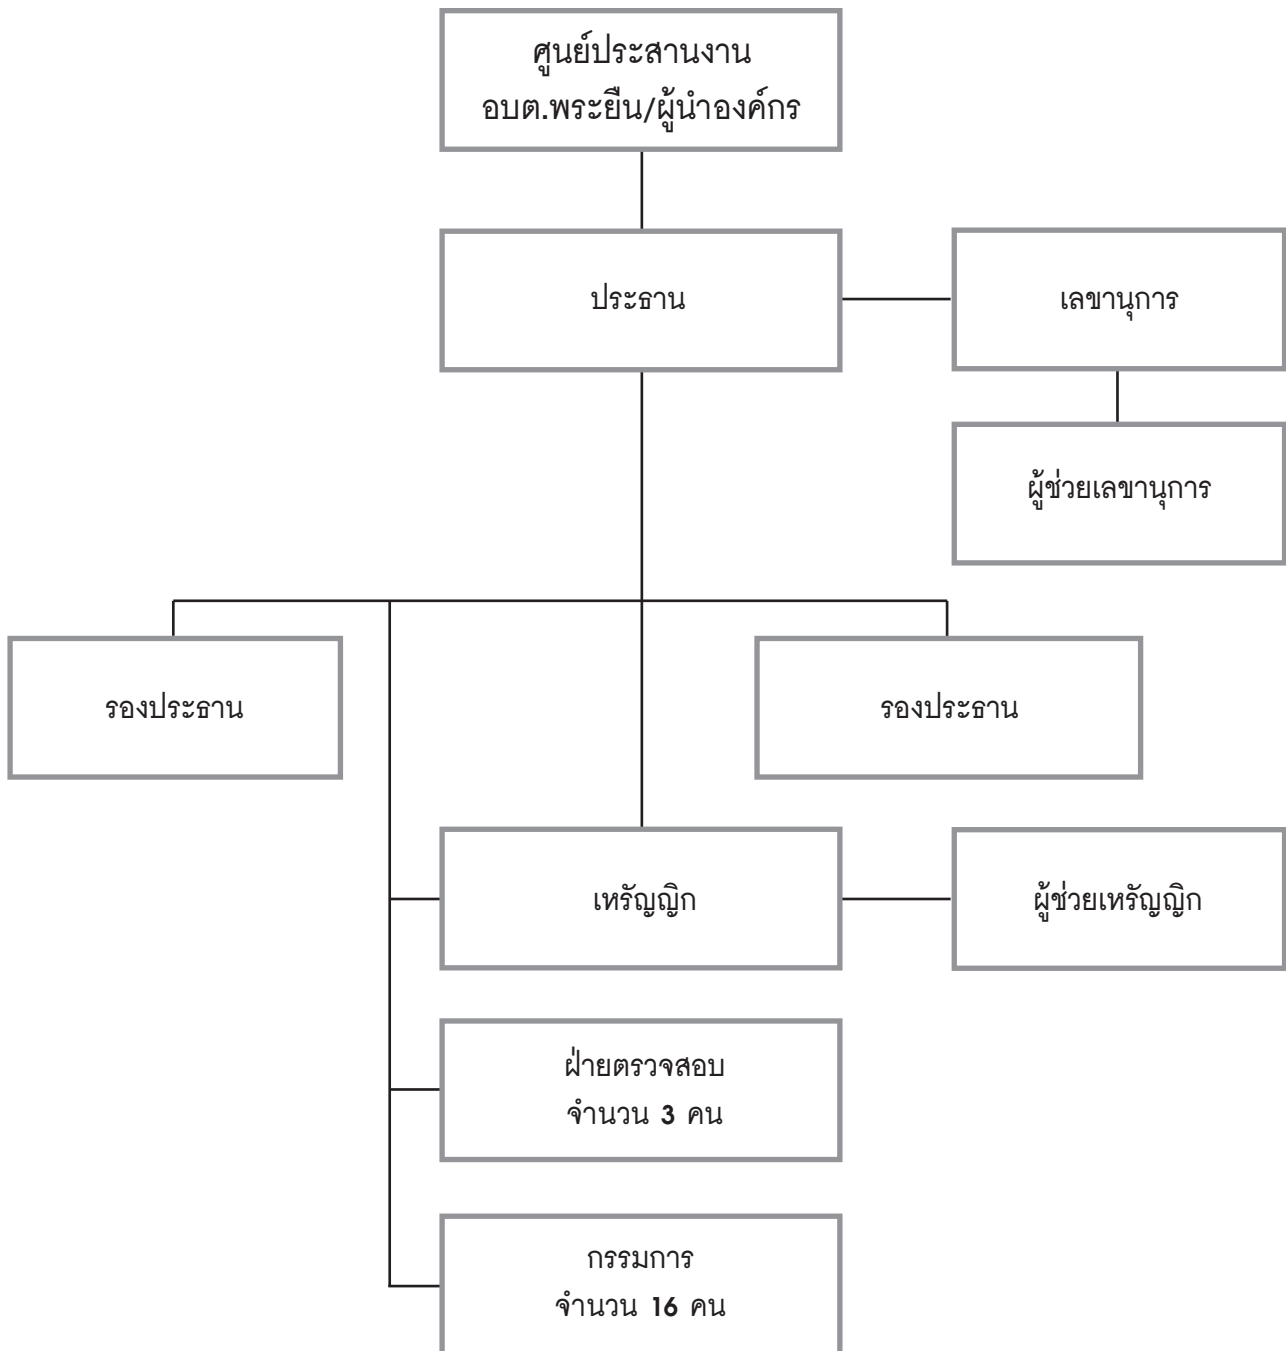 ศูนย์ประสานงาน
อบต.พระยืน/ผู้นำองค์กร
ประธาน
เลขานุการ
ผู้ช่วยเลขานุการ
รองประธาน
รองประธาน
เหรัญญิก
ผู้ช่วยเหรัญญิก
ฝ่ายตรวจสอบ
จำนวน 3 คน
กรรมการ
จำนวน 16 คน